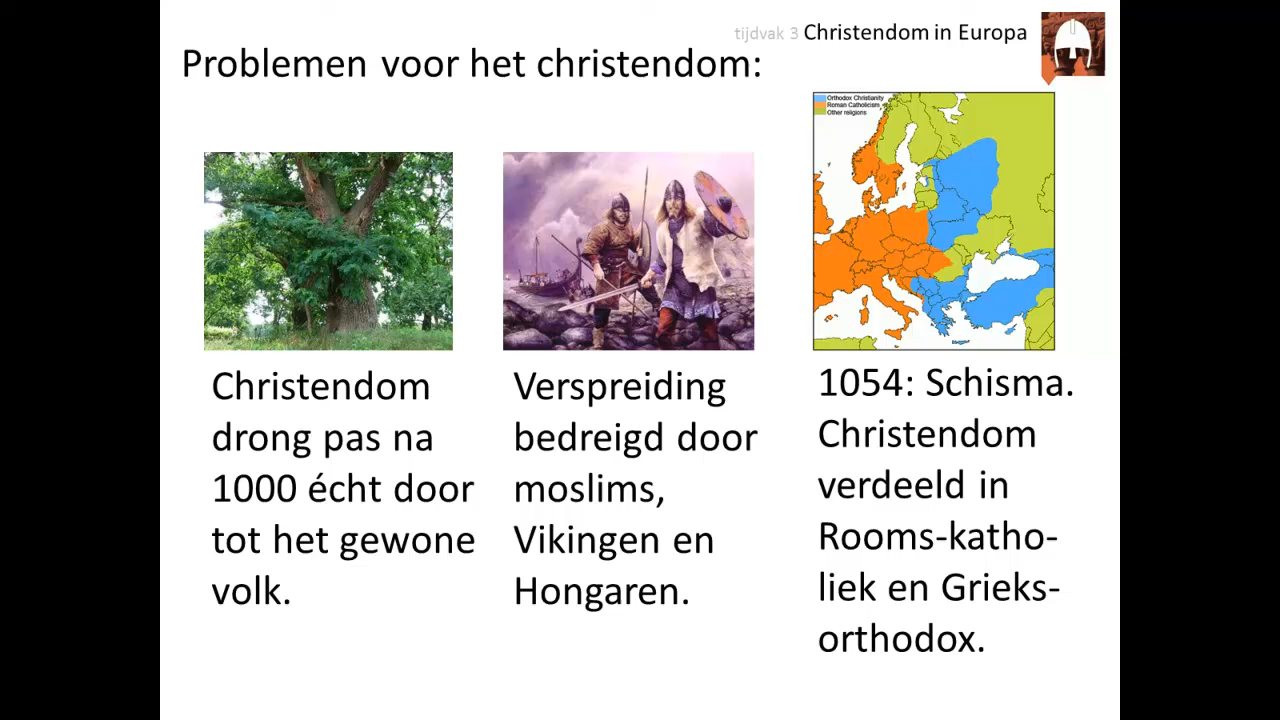 tijdvak 3 Christendom in Europa
Problemen voor het christendom:
Orthodox Christianity
Roman Catholicism
Other religions
Christendom
drong pas na
1000 écht door
tot het gewone
volk.
Verspreiding
bedreigd door
moslims,
Vikingen en
Hongaren.
1054: Schisma.
Christendom
verdeeld in
Rooms-katho-
liek en Grieks-
orthodox.